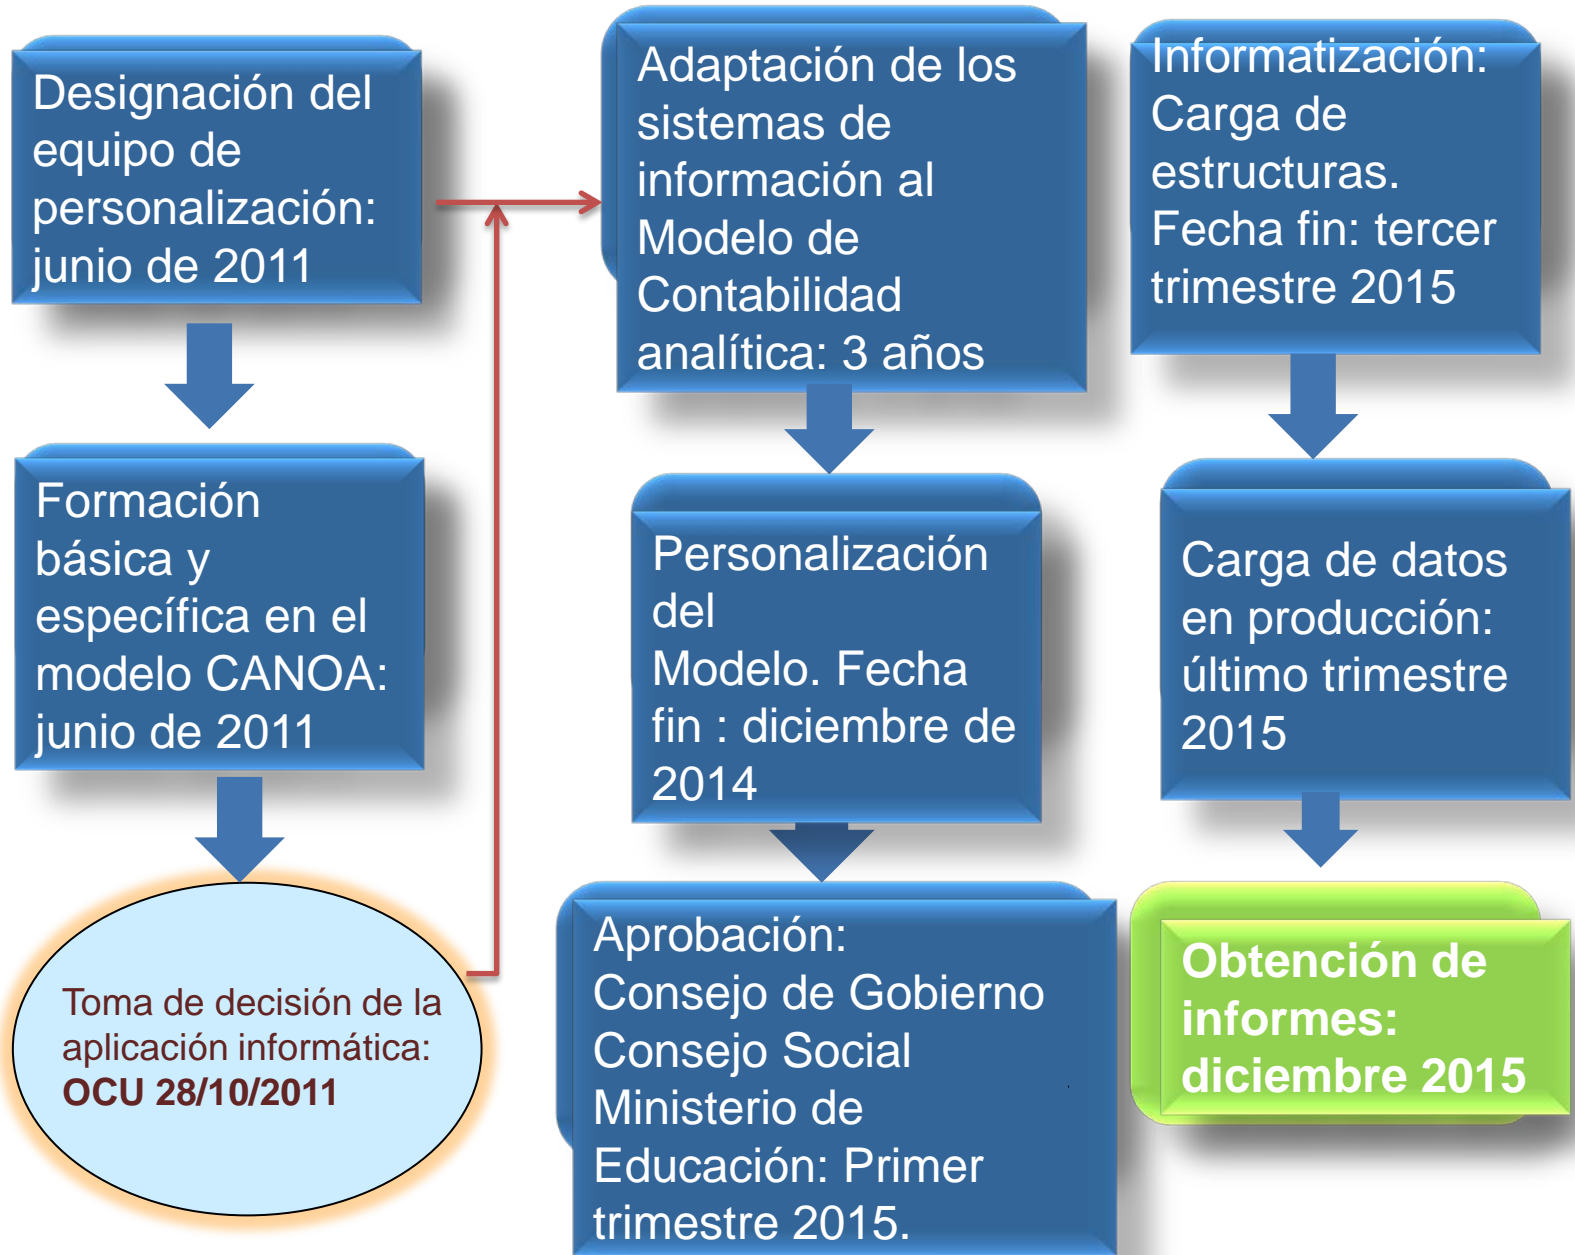 Designación del
equipo de
personalización:
junio de 2011
Formación
básica y
específica en el
modelo CANOA:
junio de 2011
Toma de decisión de la
aplicación informática:
OCU 28/10/2011
Adaptación de los
sistemas de
información al
Modelo de
Contabilidad
analítica: 3 años
Personalización
del
Modelo. Fecha
fin : diciembre de
2014
Aprobación:
Consejo de Gobierno
Consejo Social
Ministerio de
Educación: Primer
trimestre 2015.
Informatización:
Carga de
estructuras.
Fecha fin: tercer
trimestre 2015
Carga de datos
en producción:
último trimestre
2015
Obtención de
informes:
diciembre 2015